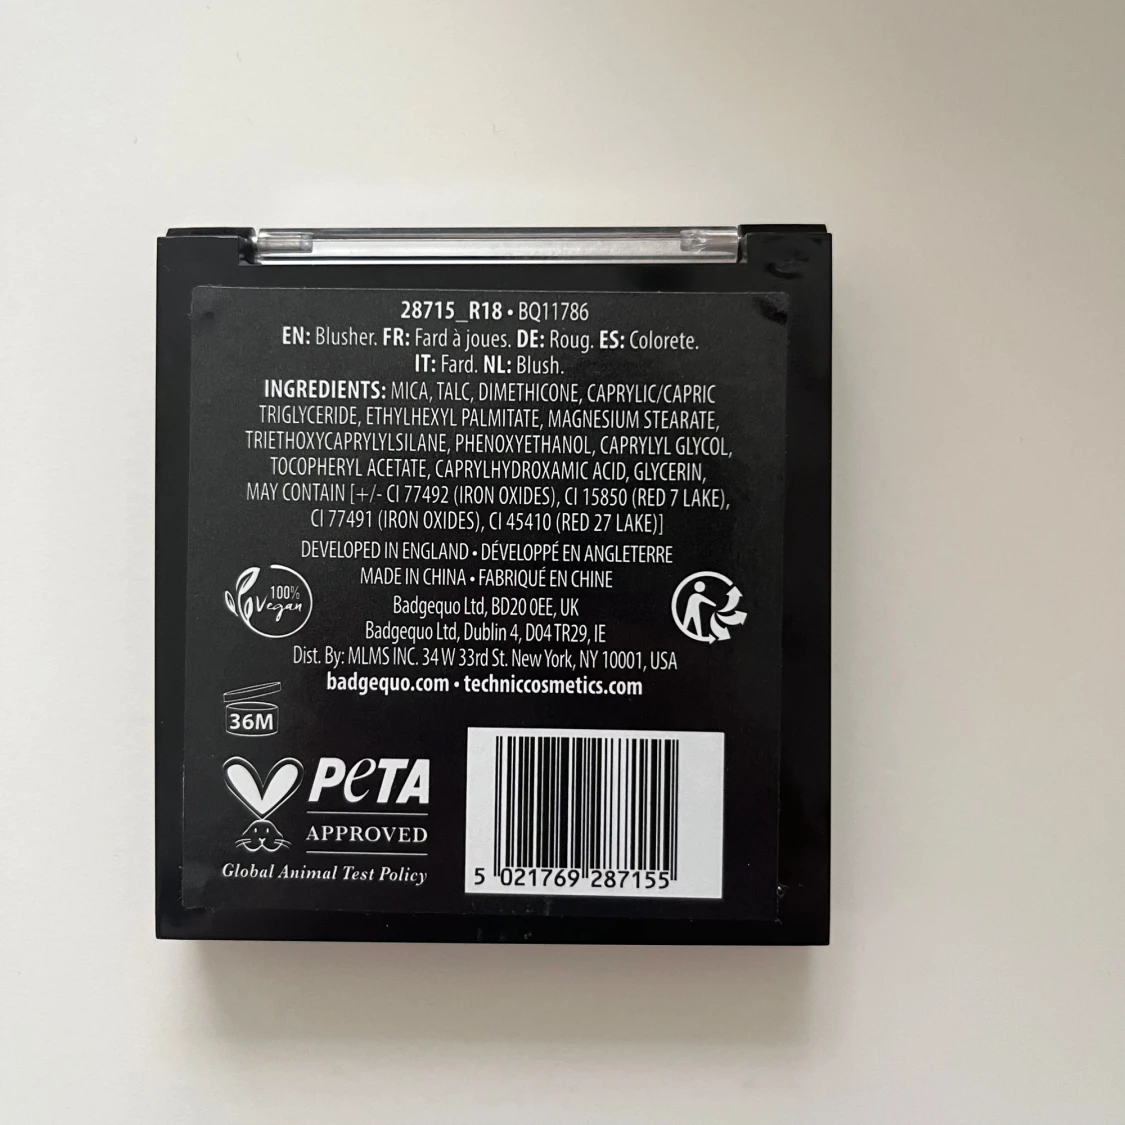 28715_R18 • BQ11786
EN: Blusher. FR: Fard à joues. DE: Roug. ES: Colorete.
IT: Fard. NL: Blush.
INGREDIENTS: MICA, TALC, DIMETHICONE, CAPRYLIC/CAPRIC
TRIGLYCERIDE, ETHYLHEXYL PALMITATE, MAGNESIUM STEARATE,
TRIETHOXYCAPRYLYLSILANE, PHENOXYETHANOL, CAPRYLYL GLYCOL,
TOCOPHERYL ACETATE, CAPRYLHYDROXAMIC ACID, GLYCERIN,
MAY CONTAIN [+/- CI 77492 (IRON OXIDES), CI 15850 (RED 7 LAKE),
CI 77491 (IRON OXIDES), CI 45410 (RED 27 LAKE)]
DEVELOPED IN ENGLAND • DÉVELOPPÉ EN ANGLETERRE
MADE IN CHINA • FABRIQUÉ EN CHINE
100%
Vegan
Badgequo Ltd, BD20 0EE, UK
Badgequo Ltd, Dublin 4, D04 TR29, IE
Dist. By: MLMS INC. 34 W 33rd St. New York, NY 10001, USA
badgequo.com • techniccosmetics.com
36M
PeTA
APPROVED
Global Animal Test Policy
5 021769 287155